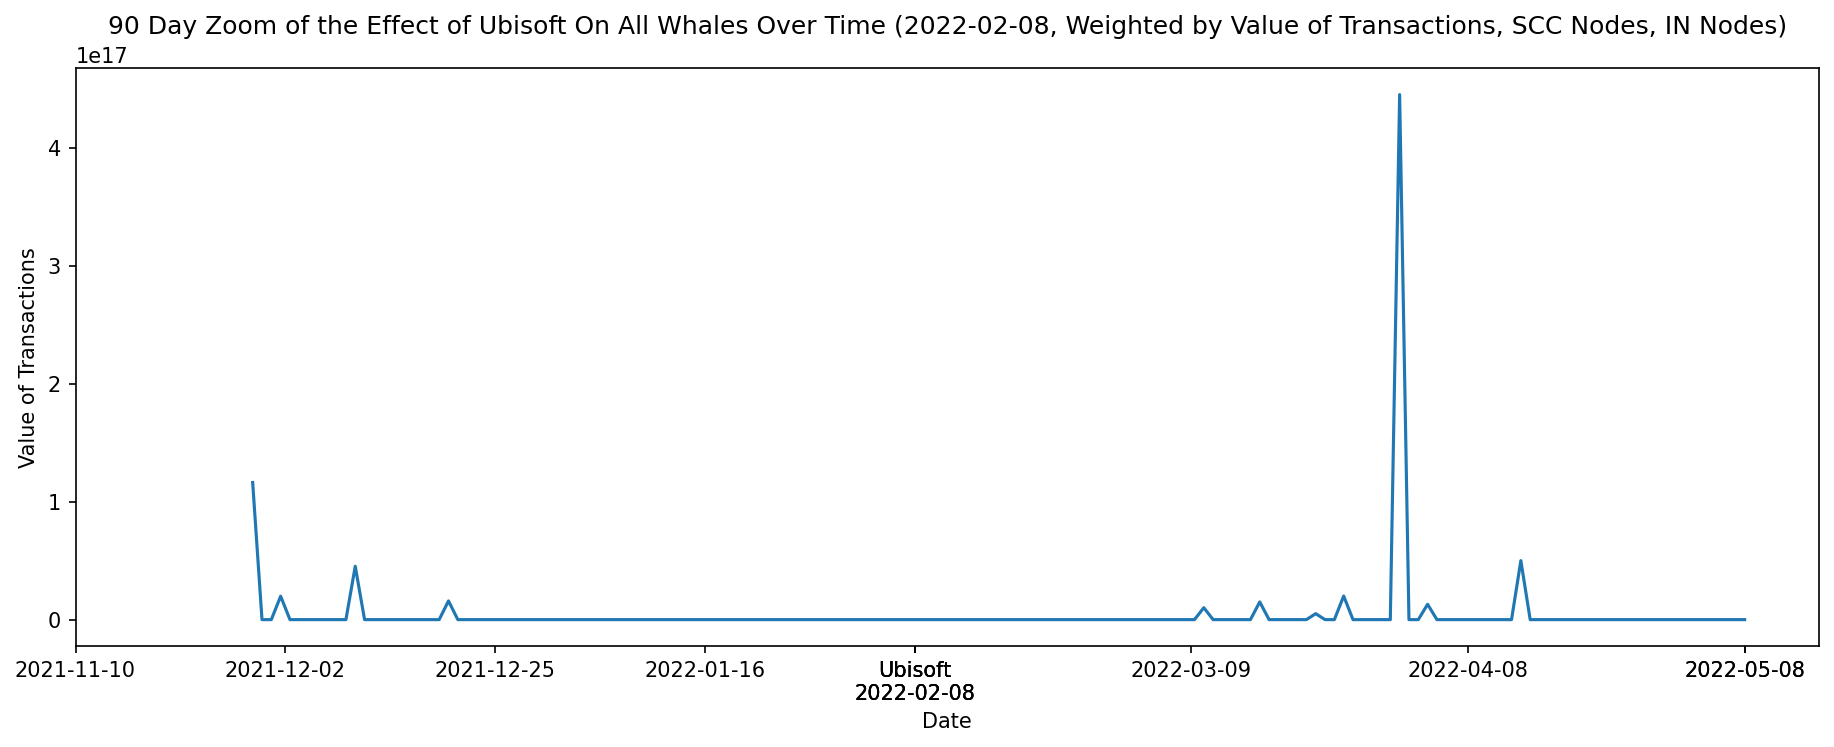 90 Day Zoom of the Effect of Ubisoft On All Whales Over Time (2022-02-08, Weighted by Value of Transactions, SCC Nodes, IN Nodes)
1e17
4
3
2
1
0
Value of Transactions
2021-11-10 2021-12-02 2021-12-25 2022-01-16 Ubisoft 2022-03-09 2022-04-08 2022-05-08
2022-02-08
Date